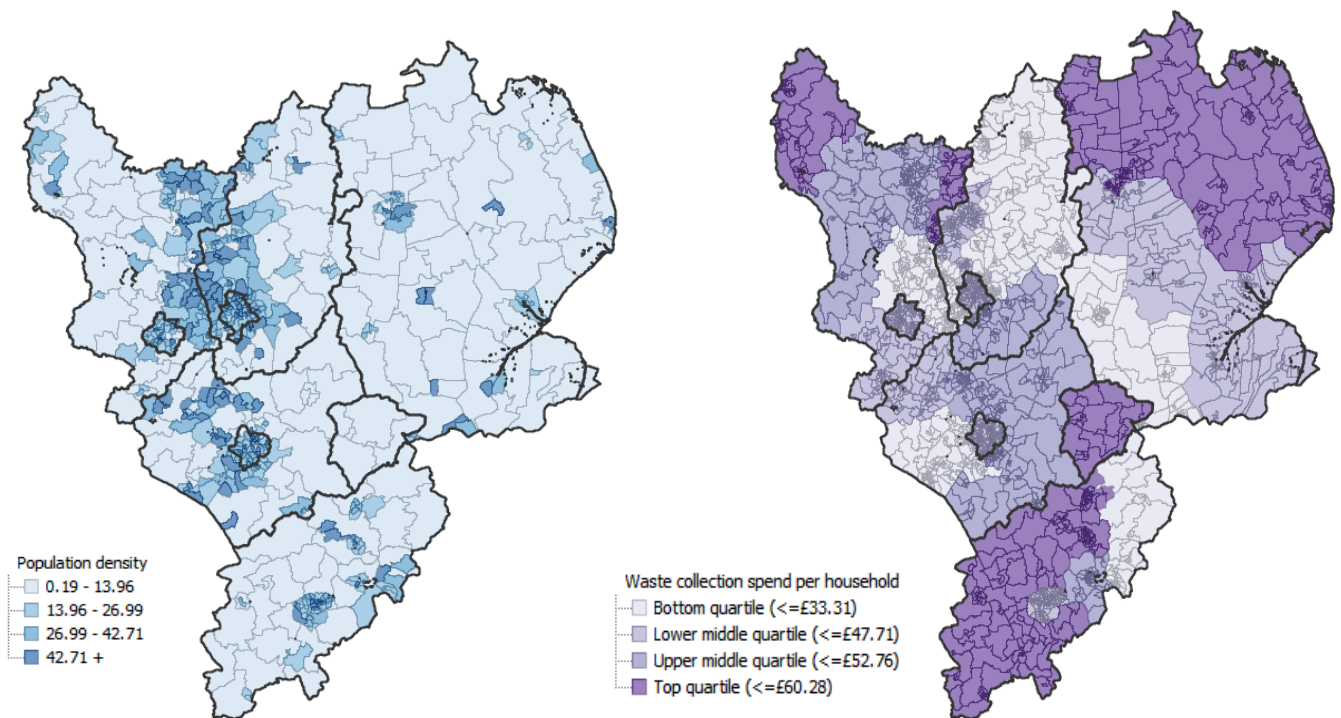 Population density
0.19 - 13.96
13.96 - 26.99
26.99 - 42.71
42.71 +
Waste collection spend per household
Bottom quartile (<=£33.31)
Lower middle quartile (<=£47.71)
Upper middle quartile (<=£52.76)
Top quartile (<=£60.28)